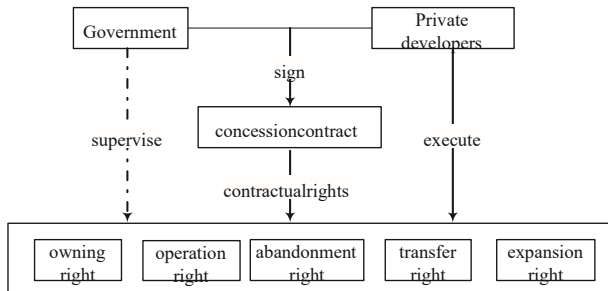 Government
Private
developers
sign
concessioncontract
supervise
execute
contractualrights
owning
right
operation
right
abandonment
right
transfer
right
expansion
right